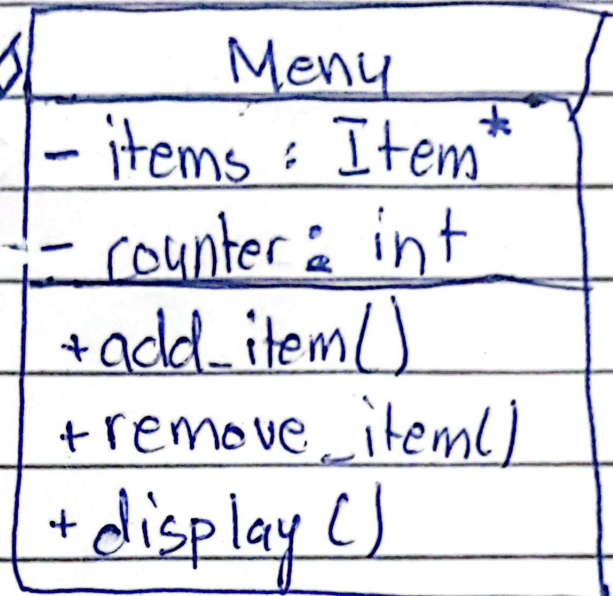 Menu
- items : Item*
- counter : int
+ add_item()
+ remove_item()
+ display()